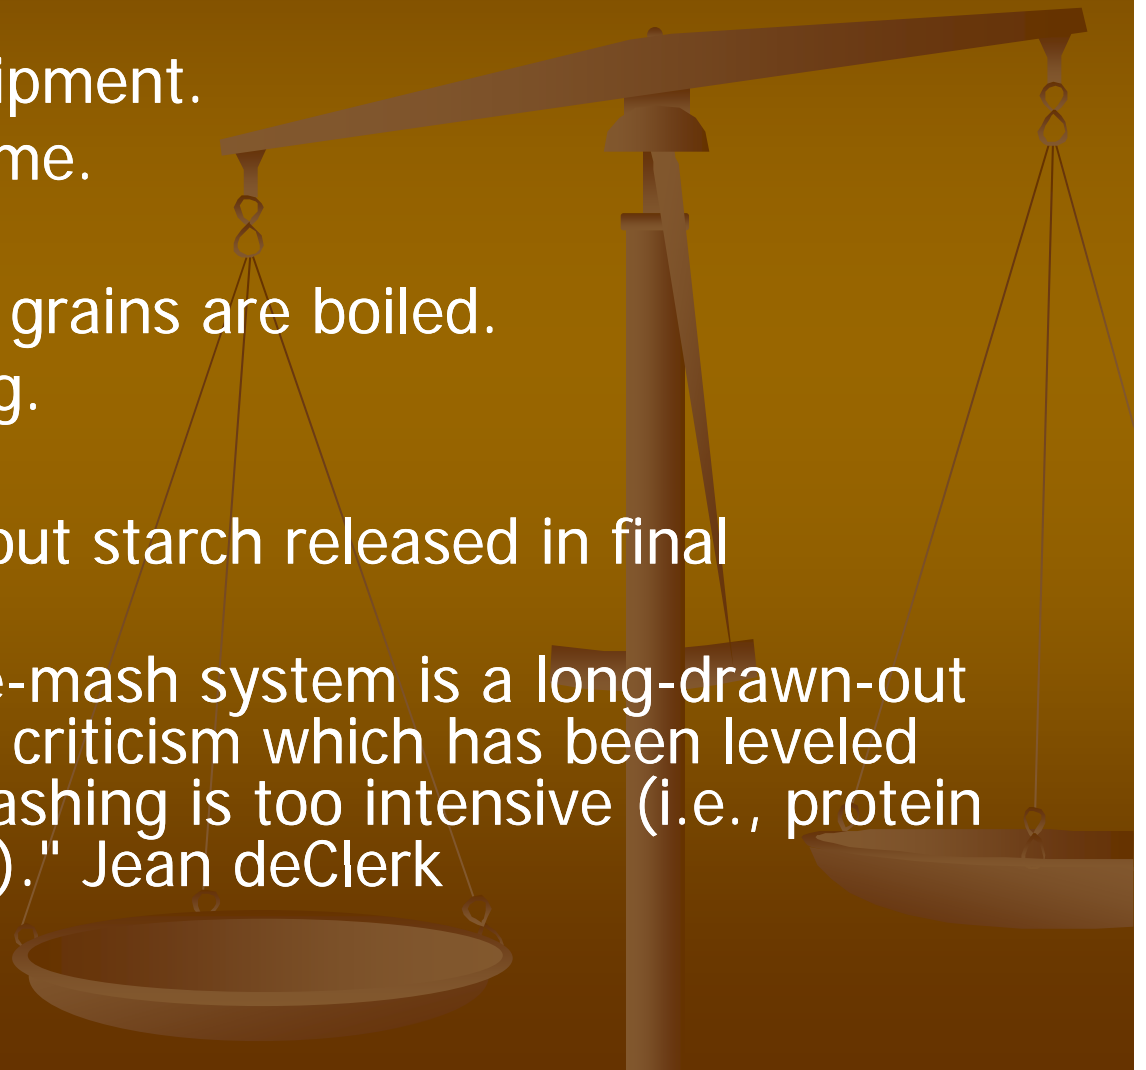 ipment.
me.
grains are boiled.
g.
out starch released in final
e-mash system is a long-drawn-out
criticism which has been leveled
ashing is too intensive (i.e., protein
)." Jean deClerk